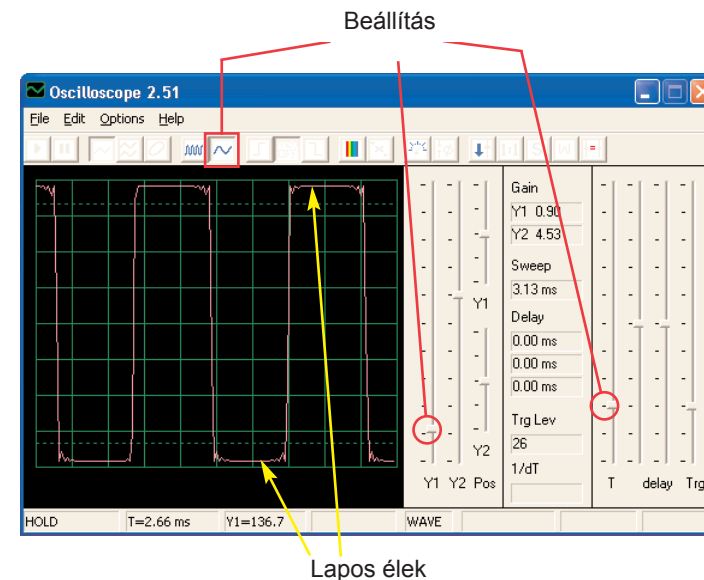 Beállítás
Oscilloscope 2.51
File Edit Options Help
Gain
Y1 0.90
Y2 4.53
Sweep
3.13 ms
Y1
Delay
0.00 ms
0.00 ms
0.00 ms
Trg Lev
26
Y2
1/dT
Y1 Y2 Pos
T delay Trg
HOLD T=2.66 ms Y1=136.7 WAVE
Lapos élek